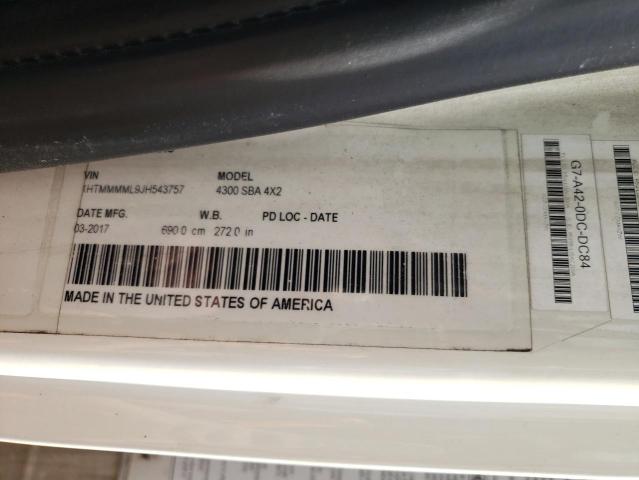 VIN MODEL
1HTMMMML9JH543757 4300 SBA 4X2
DATE MFG. W.B. PD LOC - DATE
03-2017 690.0 cm 272.0 in
MADE IN THE UNITED STATES OF AMERICA
G7-A42-0DC-DC84